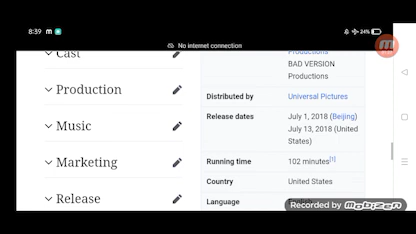 8:39
24%
No internet connection
Cast
Production
Music
Marketing
Release
Productions
BAD VERSION
Productions
Distributed by Universal Pictures
Release dates July 1, 2018 (Beijing)
July 13, 2018 (United
States)
Running time 102 minutes[1]
Country United States
Language
Recorded by
mobizen